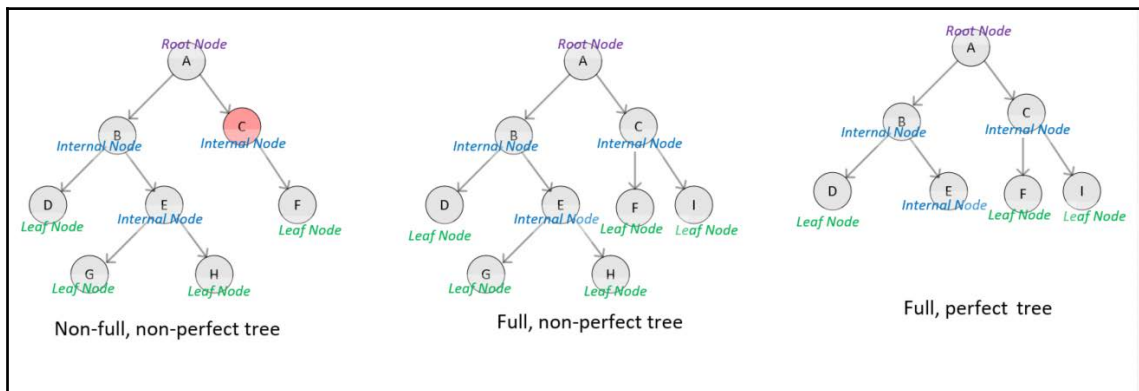 Root Node
A
B
Internal Node
C
Internal Node
D
Leaf Node
E
Internal Node
F
Leaf Node
G
Leaf Node
H
Leaf Node
Non-full, non-perfect tree
Root Node
A
B
Internal Node
C
Internal Node
D
Leaf Node
E
Internal Node
F
Leaf Node
I
Leaf Node
G
Leaf Node
H
Leaf Node
Full, non-perfect tree
Root Node
A
B
Internal Node
C
Internal Node
D
Leaf Node
E
Internal Node
F
Leaf Node
I
Leaf Node
Full, perfect tree